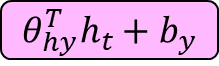 θ_{hy}^{T} h_t + b_y